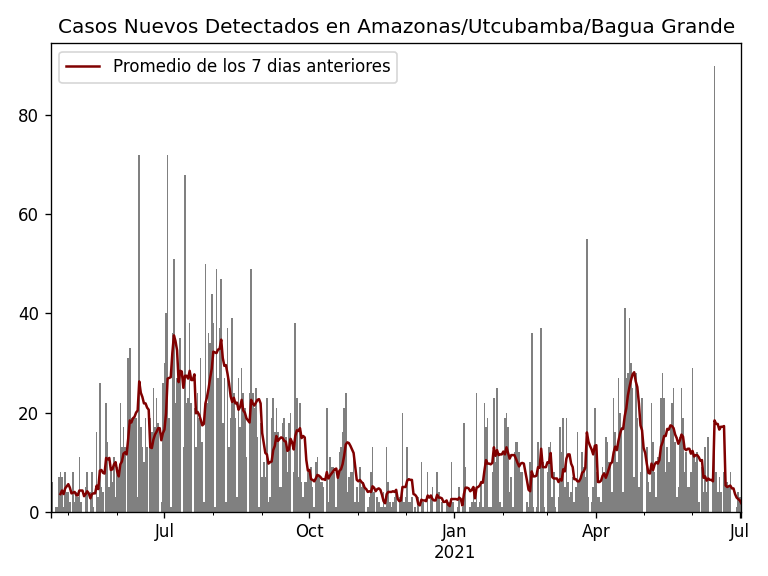 Casos Nuevos Detectados en Amazonas/Utcubamba/Bagua Grande
Promedio de los 7 dias anteriores
80
60
40
20
0
Jul Oct Jan Apr Jul
2021